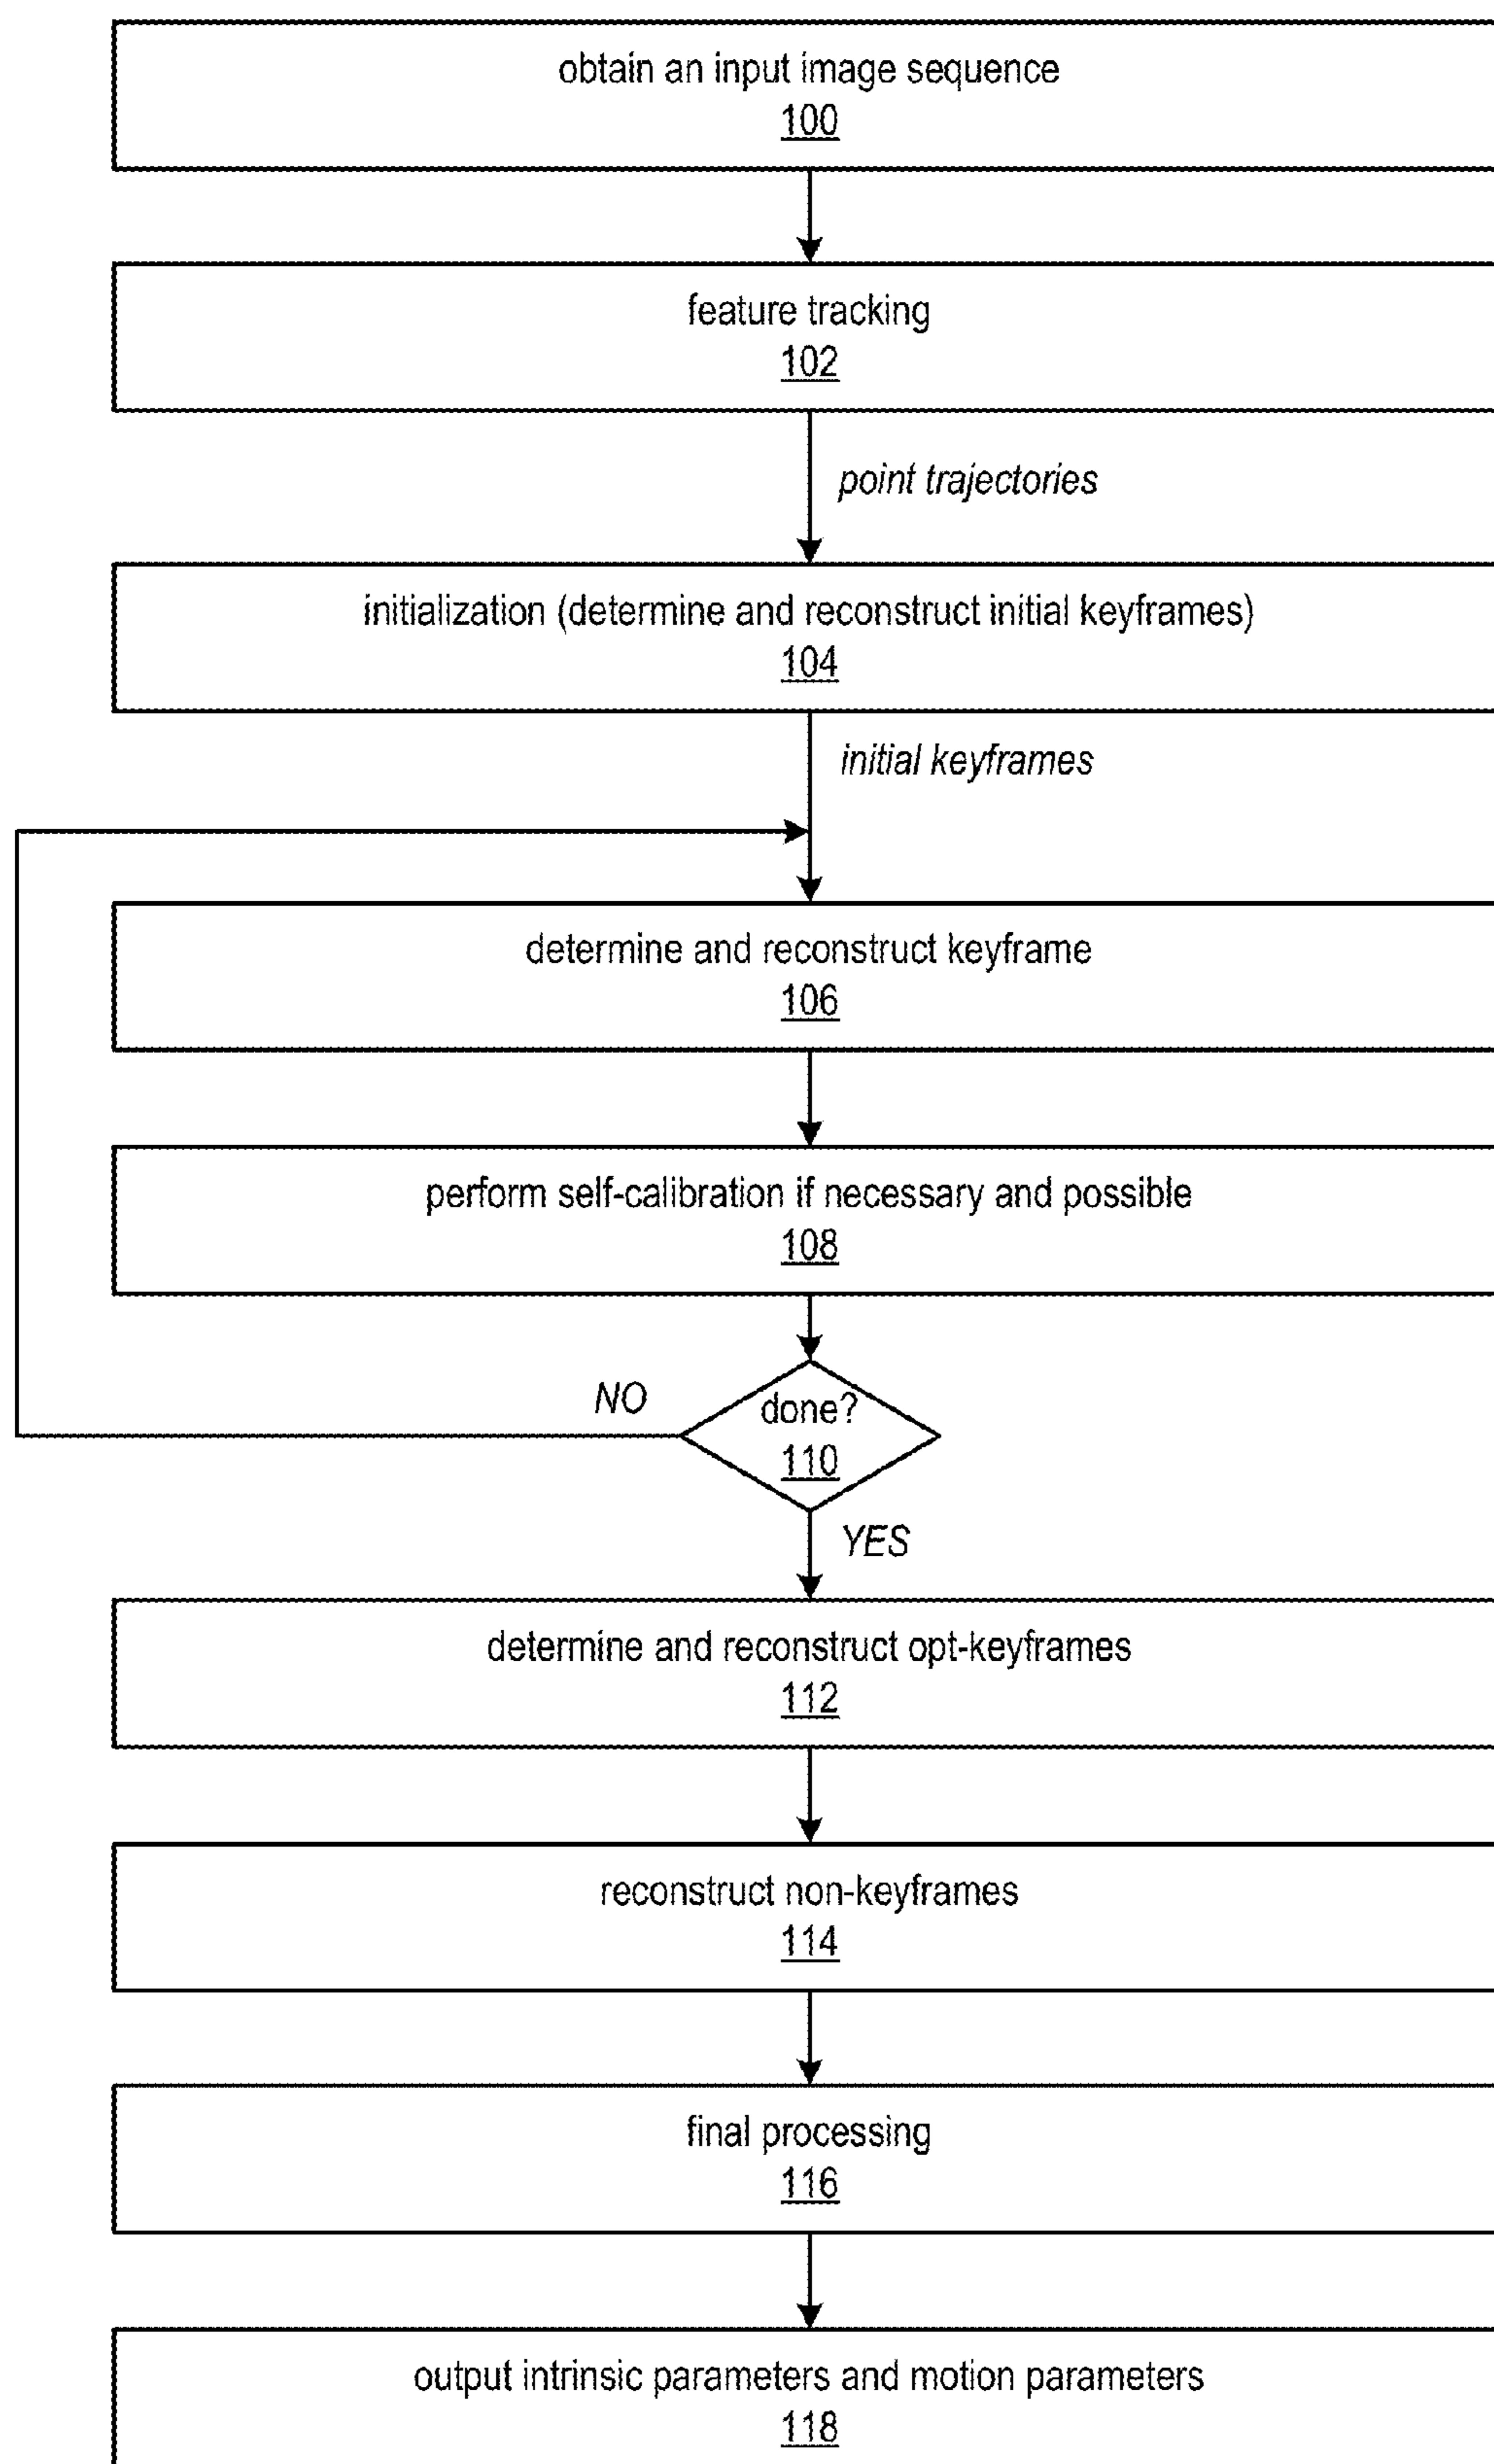 obtain an input image sequence
100
feature tracking
102
point trajectories
initialization (determine and reconstruct initial keyframes)
104
initial keyframes
determine and reconstruct keyframe
106
perform self-calibration if necessary and possible
108
NO
done?
110
YES
determine and reconstruct opt-keyframes
112
reconstruct non-keyframes
114
final processing
116
output intrinsic parameters and motion parameters
118